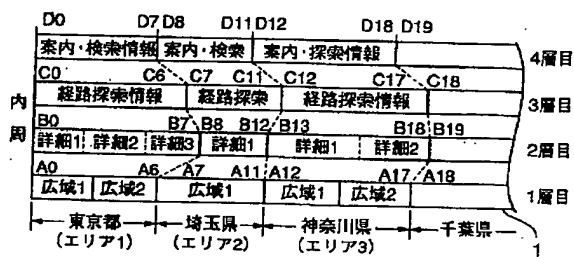 D0 D7 D8 D11 D12 D18 D19
案内・検索情報 案内・検索 案内・探索情報 4層目
C0 C6 C7 C11 C12 C17 C18
経路探索情報 経路探索 経路探索情報 3層目
内周
B0 B7 B8 B12 B13 B18 B19
詳細1 詳細2 詳細3 詳細1 詳細1 詳細2 2層目
A0 A6 A7 A11 A12 A17 A18
広域1 広域2 広域1 広域1 広域2 1層目
東京都 埼玉県 神奈川県 千葉県
(エリア1) (エリア2) (エリア3) 1